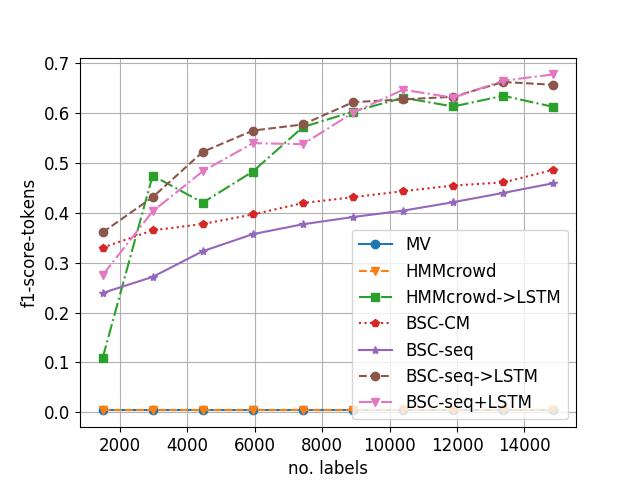 0.7
0.6
0.5
0.4
0.3
0.2
0.1
0.0
f1-score-tokens
MV
HMMcrowd
HMMcrowd->LSTM
BSC-CM
BSC-seq
BSC-seq->LSTM
BSC-seq+LSTM
2000 4000 6000 8000 10000 12000 14000
no. labels